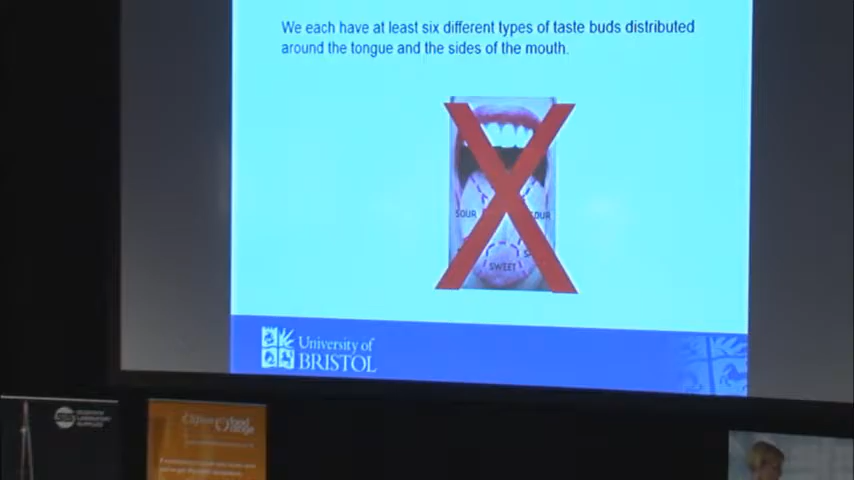 We each have at least six different types of taste buds distributed
around the tongue and the sides of the mouth.
SOUR
SWEET
University of
BRISTOL
food